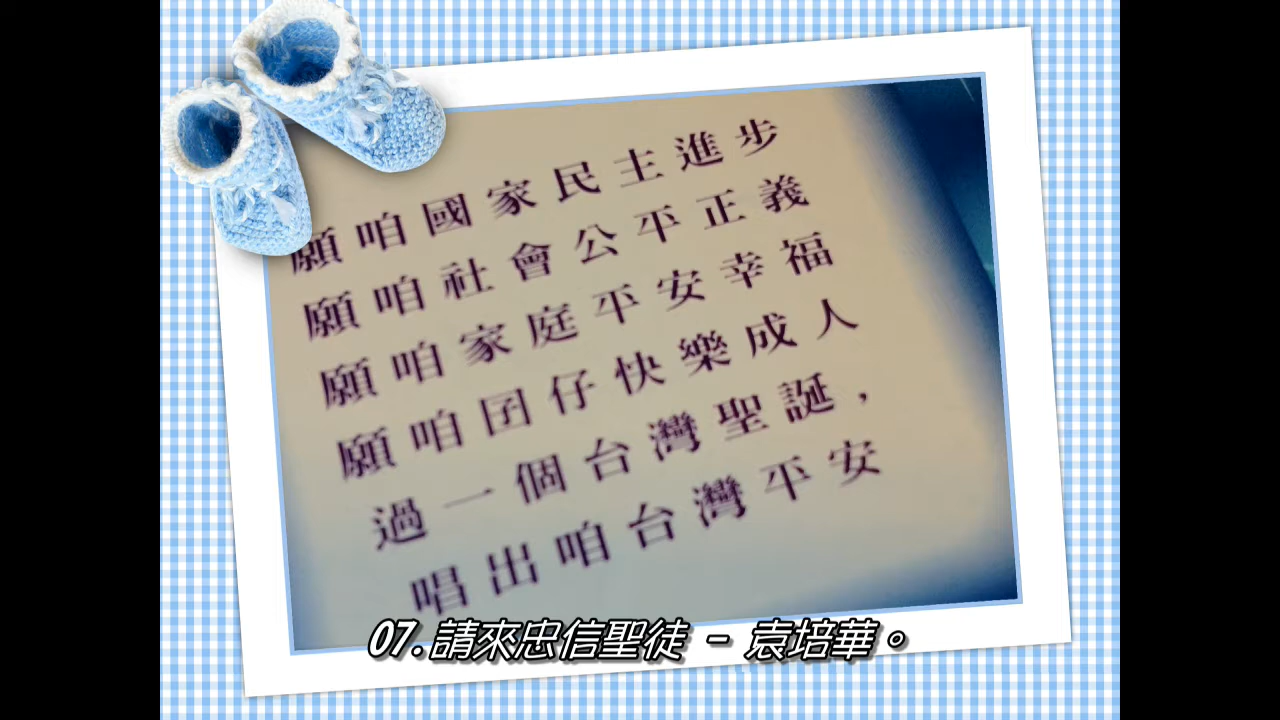 願咱國家民主進步
願咱社會公平正義
願咱家庭平安幸福
願咱囝仔快樂成人
過一個台灣聖誕，
唱出咱台灣平安
07.請來忠信聖徒 - 袁培華。